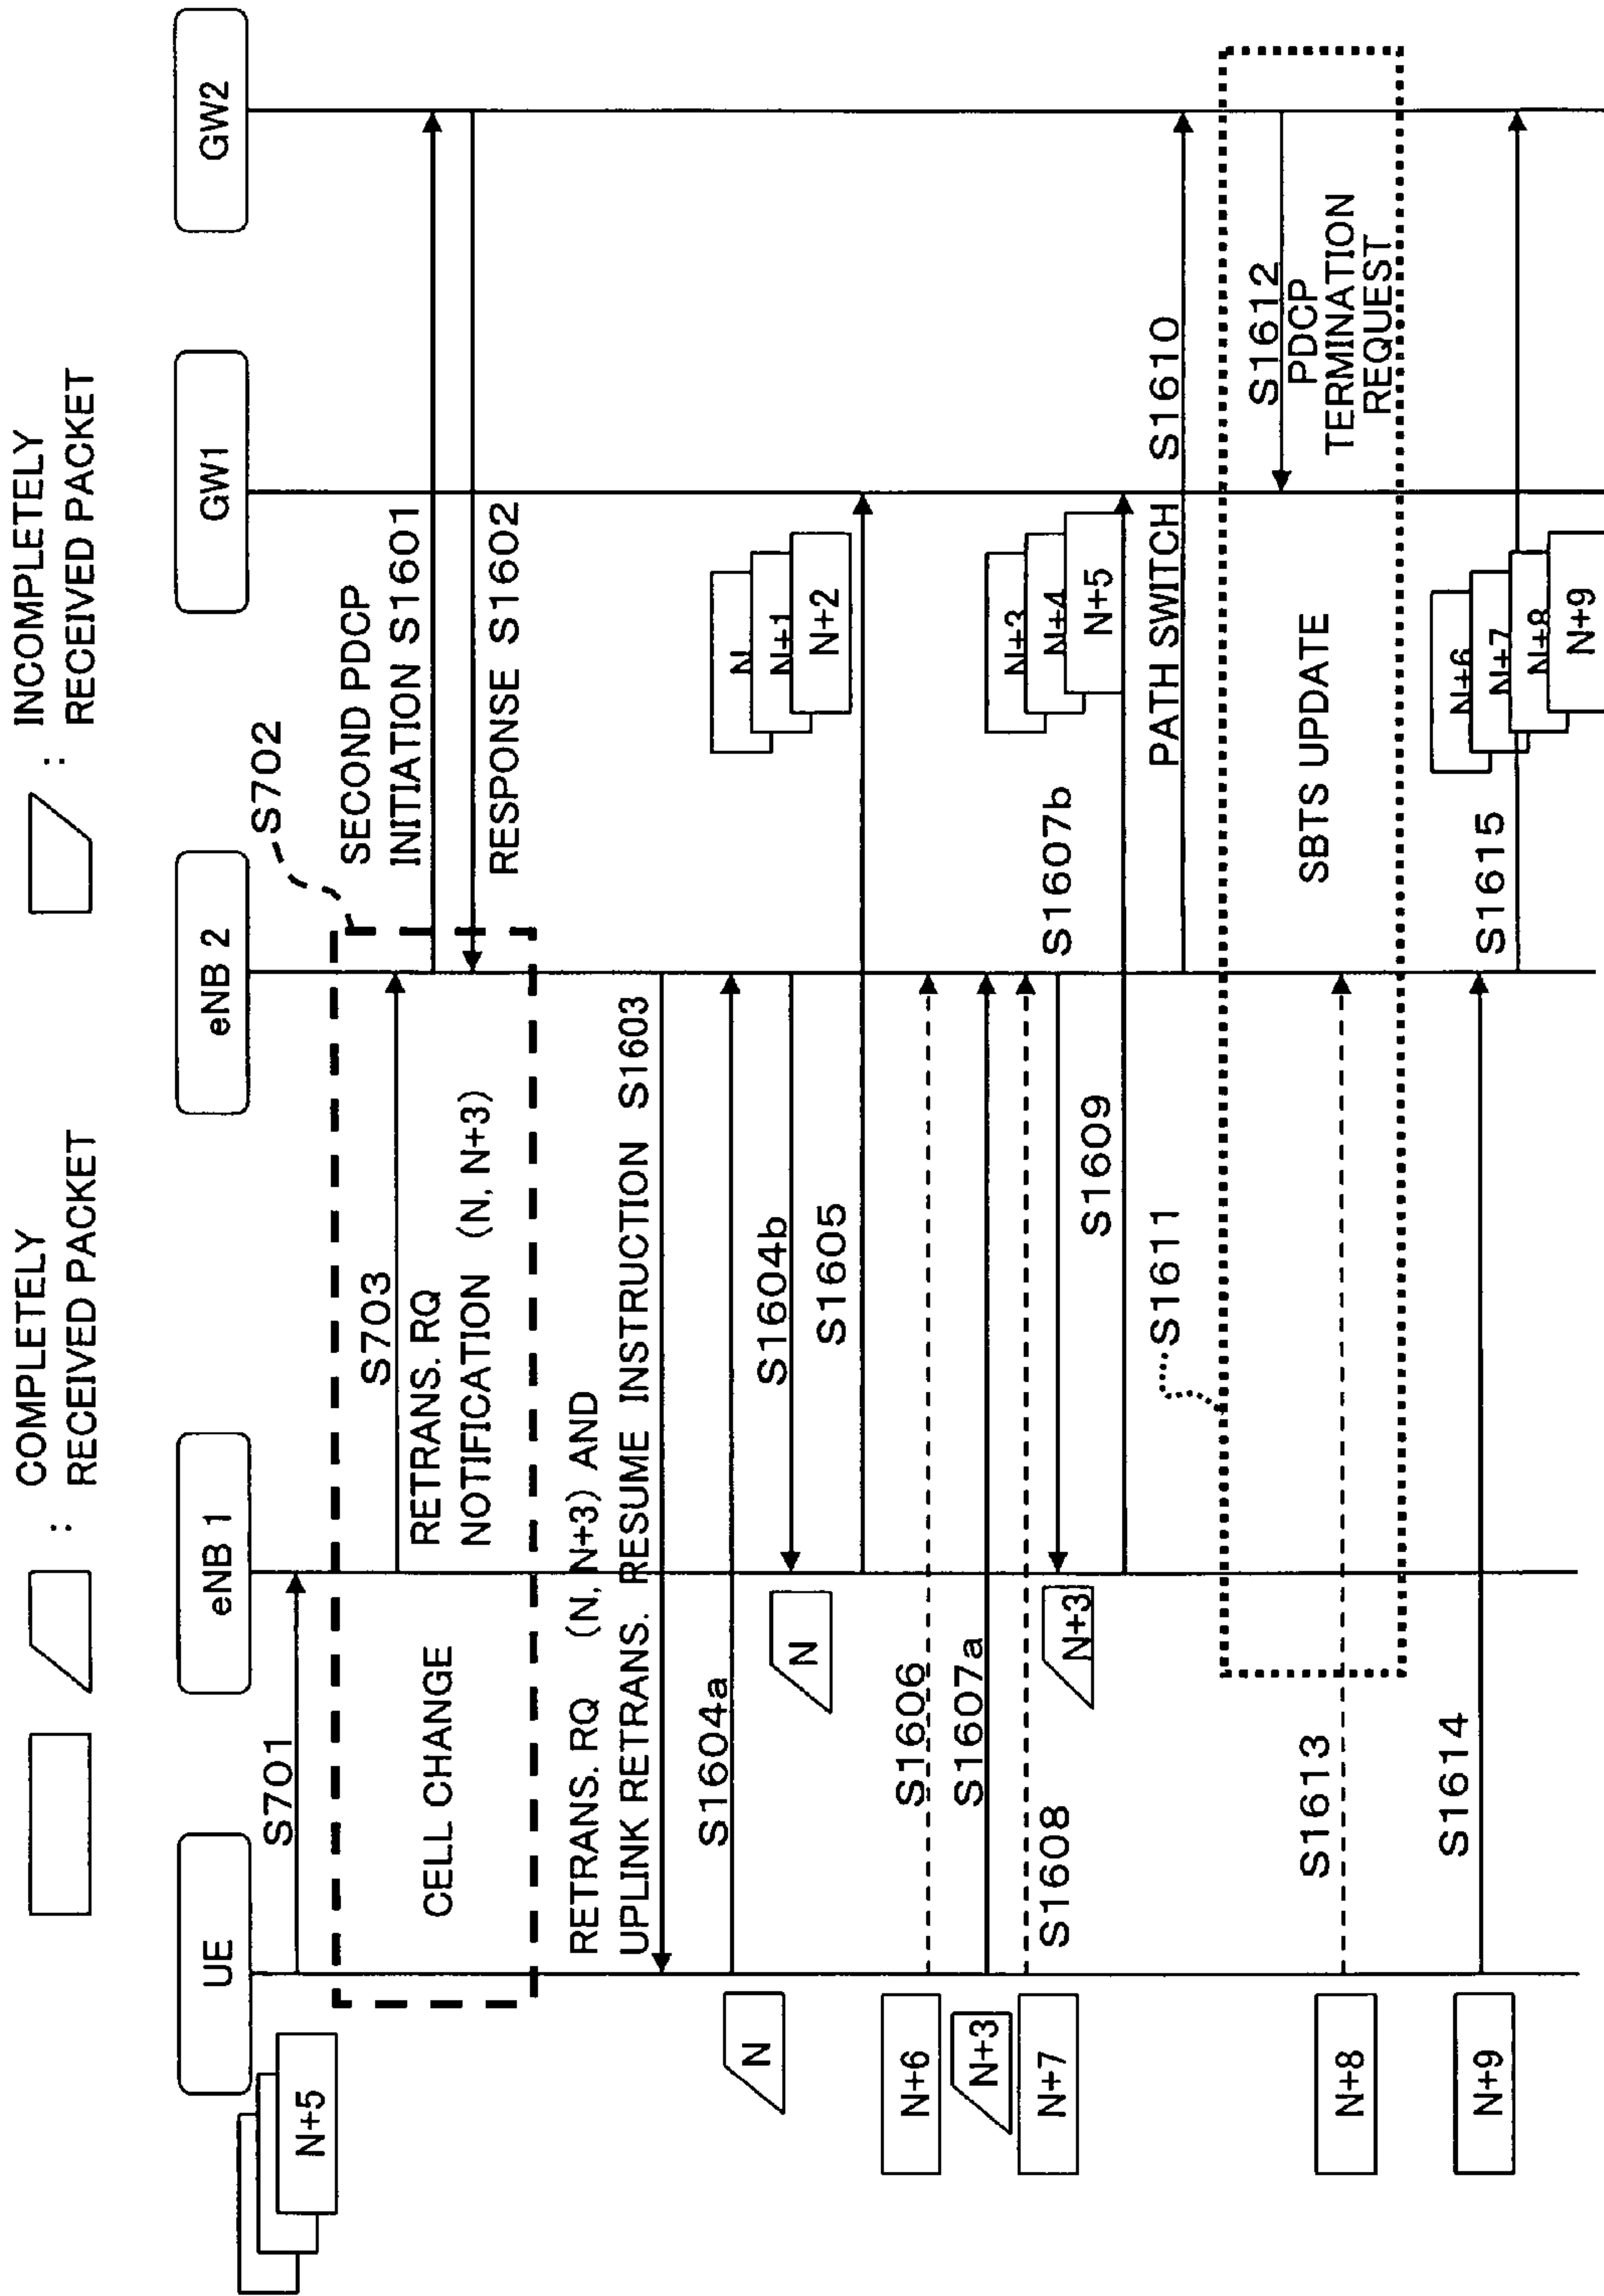 COMPLETELY
RECEIVED PACKET
:
INCOMPLETELY
RECEIVED PACKET
:
UE
eNB 1
eNB 2
GW1
GW2
N+5
S701
S702
CELL CHANGE
S703
RETRANS. RQ
NOTIFICATION (N, N+3)
SECOND PDCP
INITIATION S1601
RESPONSE S1602
RETRANS. RQ (N, N+3) AND
UPLINK RETRANS. RESUME INSTRUCTION S1603
N
S1604a
S1604b
N
S1605
N
N+1
N+2
N+6
S1606
N+3
S1607a
N+7
S1608
S1607b
N+3
S1609
N+3
N+4
N+5
PATH SWITCH S1610
S1611
SBTS UPDATE
S1612
PDCP
TERMINATION
REQUEST
N+8
S1613
N+9
S1614
S1615
N+6
N+7
N+8
N+9